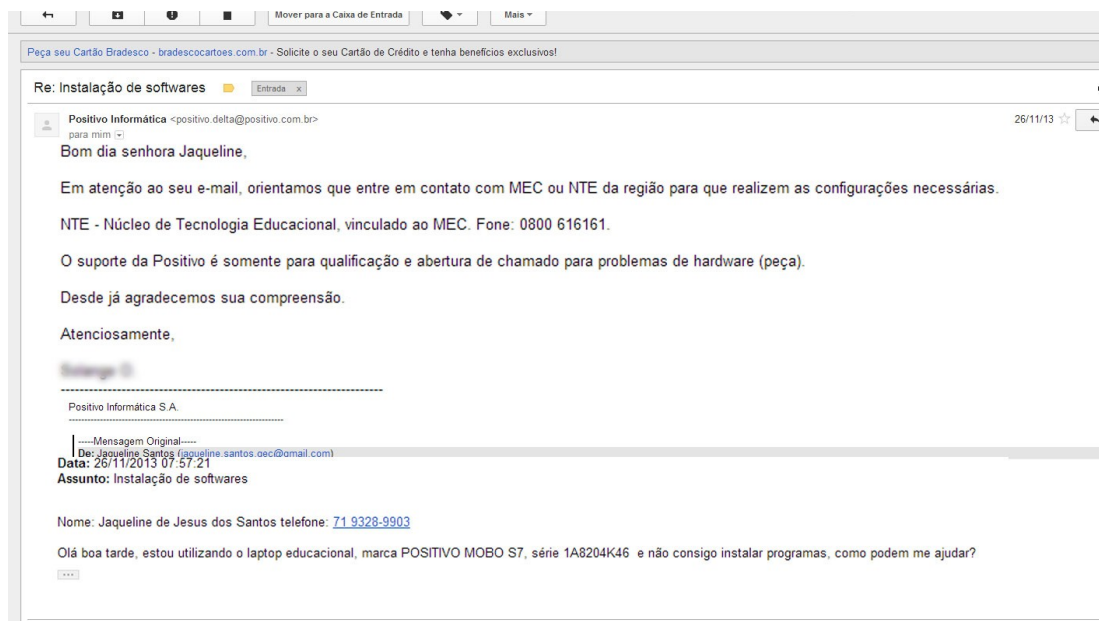 Mover para a Caixa de Entrada Mais
Peça seu Cartão Bradesco - bradescocartoes.com.br - Solicite o seu Cartão de Crédito e tenha benefícios exclusivos!
Re: Instalação de softwares Entrada x
Positivo Informática <positivo.delta@positivo.com.br> 26/11/13
para mim
Bom dia senhora Jaqueline,
Em atenção ao seu e-mail, orientamos que entre em contato com MEC ou NTE da região para que realizem as configurações necessárias.
NTE - Núcleo de Tecnologia Educacional, vinculado ao MEC. Fone: 0800 616161.
O suporte da Positivo é somente para qualificação e abertura de chamado para problemas de hardware (peça).
Desde já agradecemos sua compreensão.
Atenciosamente,
Positivo Informática S.A.
-----Mensagem Original-----
De: Jaqueline Santos (jaqueline.santos.gec@gmail.com)
Data: 26/11/2013 07:57:21
Assunto: Instalação de softwares
Nome: Jaqueline de Jesus dos Santos telefone: 71 9328-9903
Olá boa tarde, estou utilizando o laptop educacional, marca POSITIVO MOBO S7, série 1A8204K46 e não consigo instalar programas, como podem me ajudar?